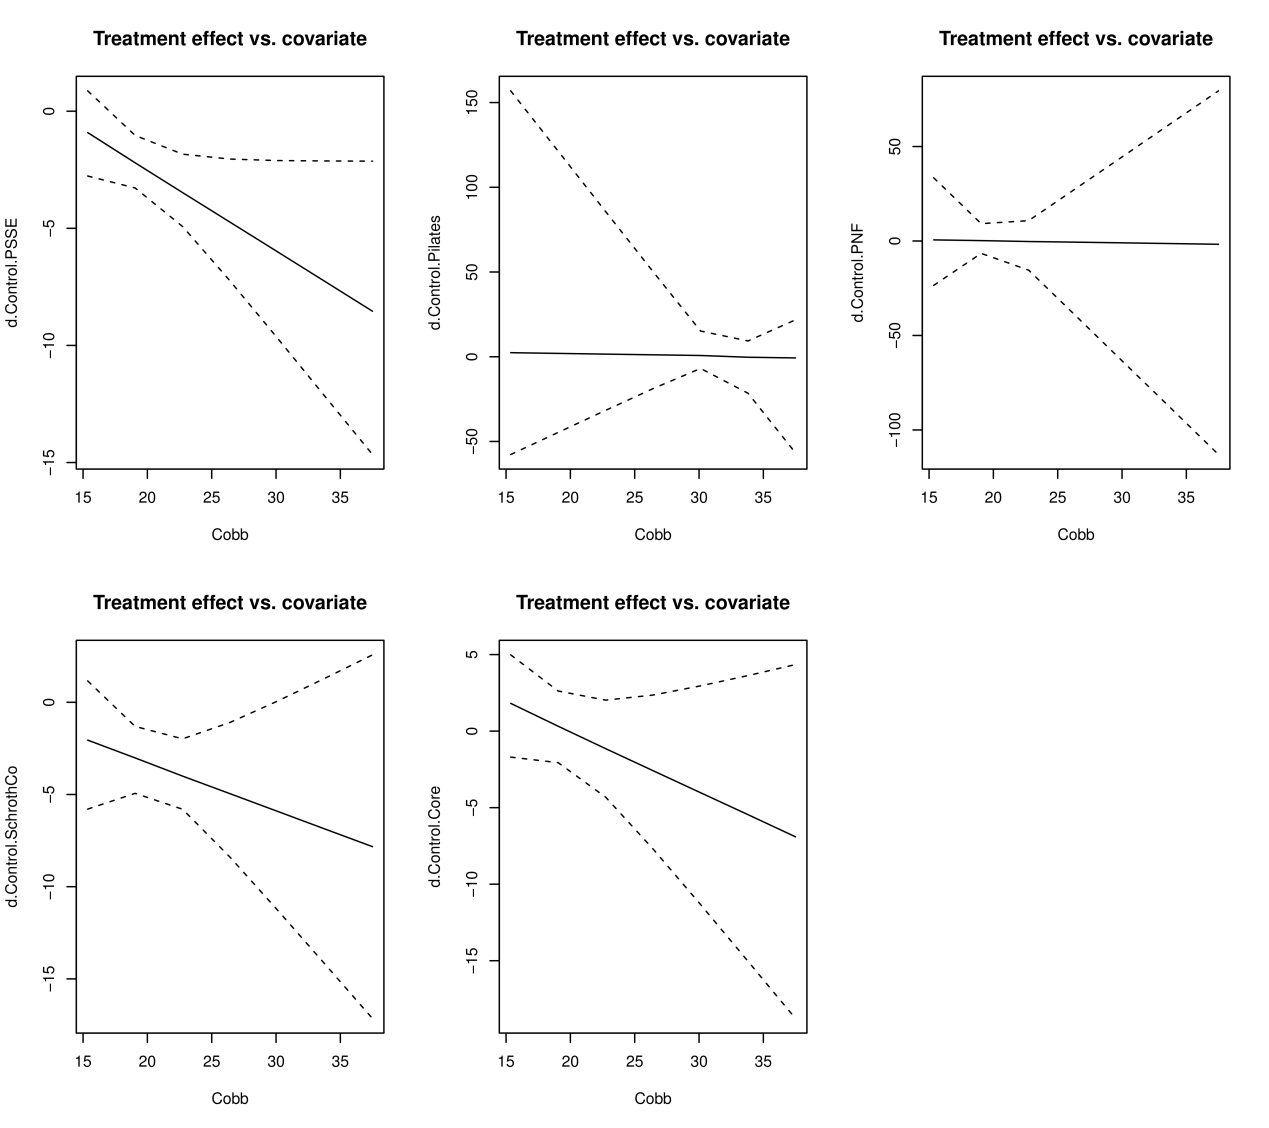 Treatment effect vs. covariate
d.Control.PSSE
0
−5
−10
−15
15 20 25 30 35
Cobb
Treatment effect vs. covariate
d.Control.Pilates
150
100
50
0
−50
15 20 25 30 35
Cobb
Treatment effect vs. covariate
d.Control.PNF
50
0
−50
−100
15 20 25 30 35
Cobb
Treatment effect vs. covariate
d.Control.SchrothCo
0
−5
−10
−15
15 20 25 30 35
Cobb
Treatment effect vs. covariate
d.Control.Core
5
0
−5
−10
−15
15 20 25 30 35
Cobb